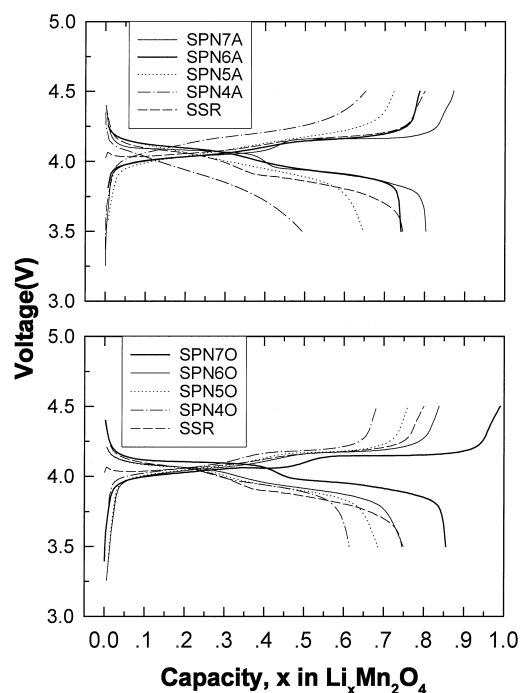 5.0
SPN7A
SPN6A
SPN5A
SPN4A
SSR
4.5
4.0
3.5
3.0
Voltage(V)
5.0
SPN7O
SPN6O
SPN5O
SPN4O
SSR
4.5
4.0
3.5
3.0
0.0 .1 .2 .3 .4 .5 .6 .7 .8 .9 1.0
Capacity, x in LiₓMn₂O₄